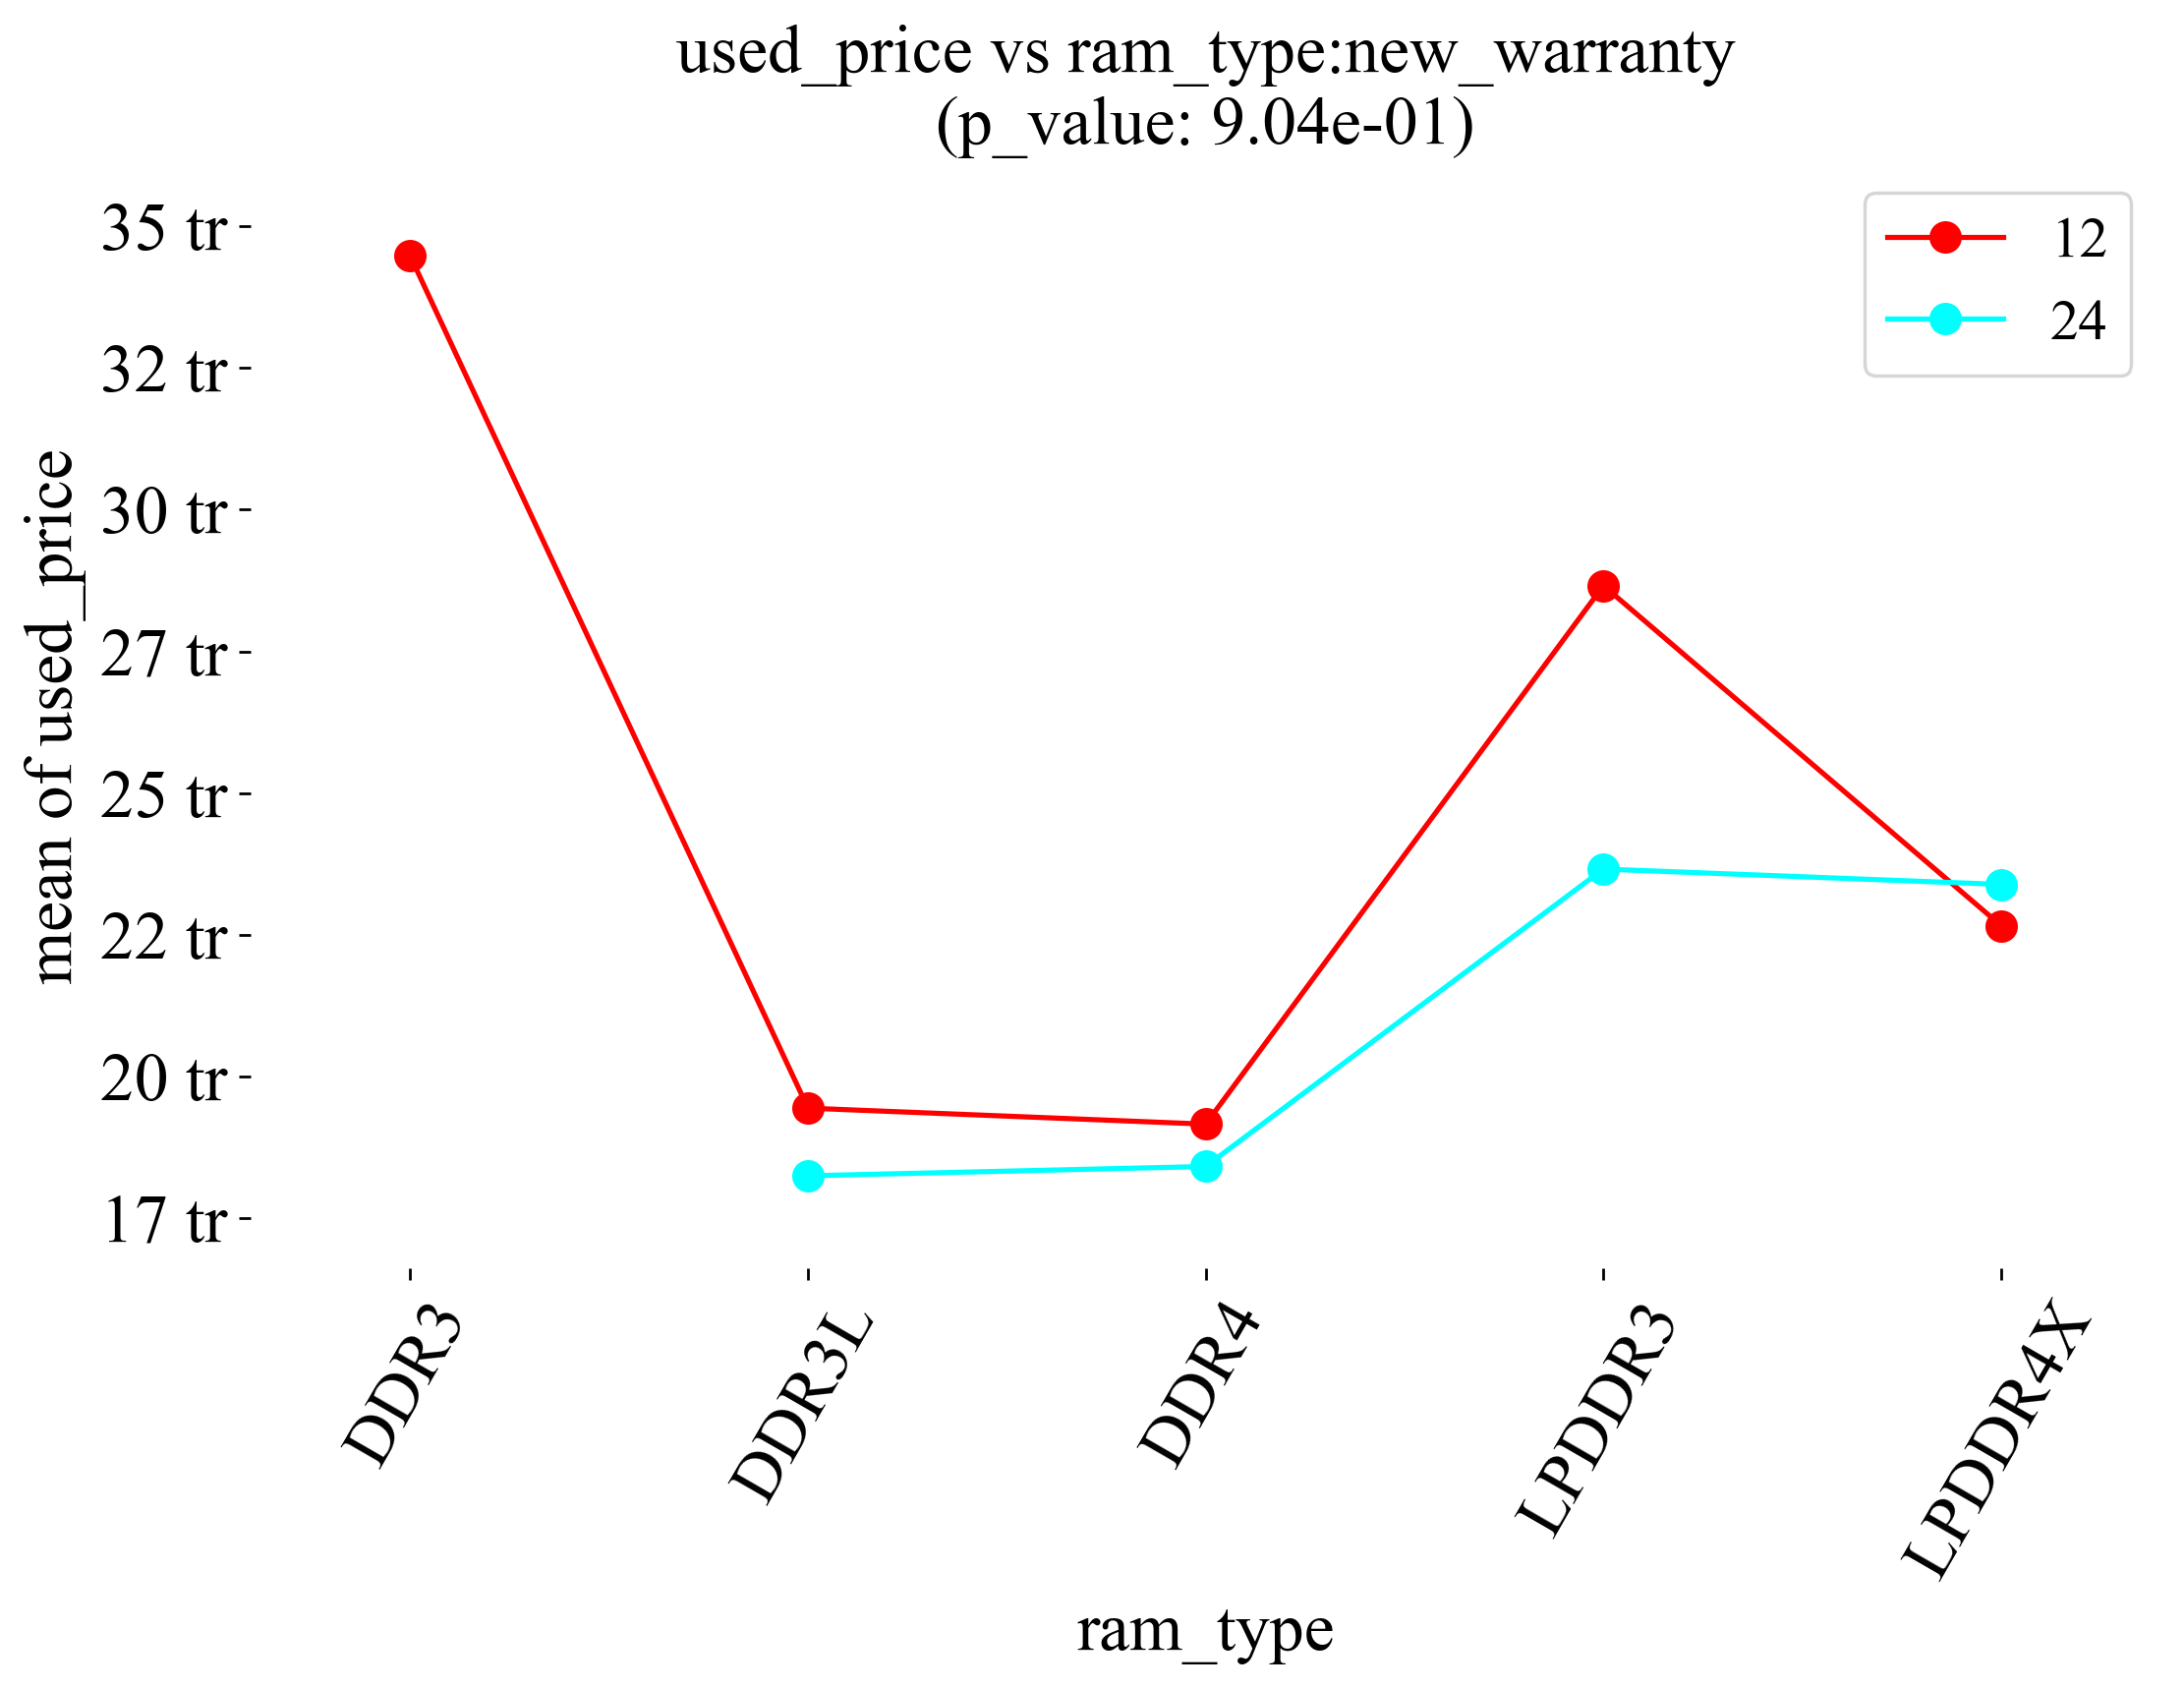 used_price vs ram_type:new_warranty
(p_value: 9.04e-01)
12
24
mean of used_price
35 tr
32 tr
30 tr
27 tr
25 tr
22 tr
20 tr
17 tr
DDR3
DDR3L
DDR4
LPDDR3
LPDDR4X
ram_type